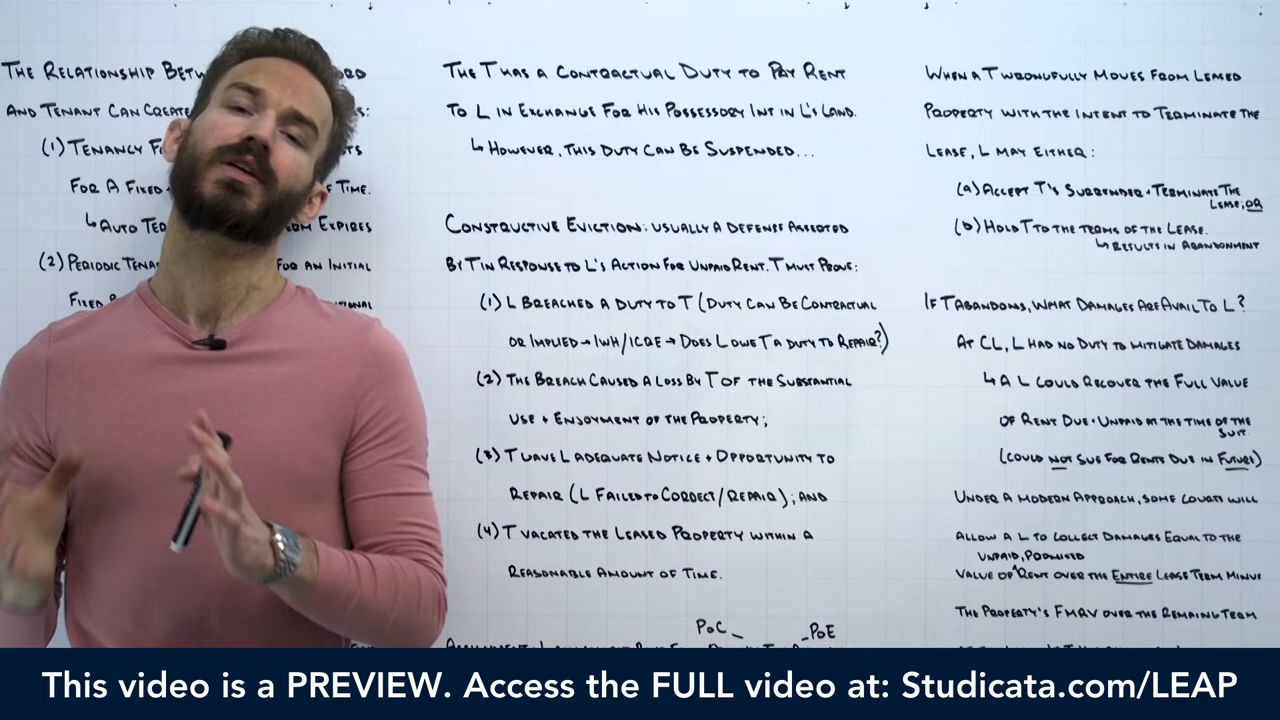 THE RELATIONSHIP BETW
AND TENANT CAN CREATE S:
(1) TENANCY F TS
FOR A FIXED F TIME.
↳ AUTO TE EXPIRES
(2) PERIODIC TENA FOR AN INITIAL
FIXED
THE T HAS A CONTRACTUAL DUTY TO PAY RENT
TO L IN EXCHANGE FOR HIS POSSESSORY INT IN L'S LAND.
↳ HOWEVER, THIS DUTY CAN BE SUSPENDED...
CONSTRUCTIVE EVICTION: USUALLY A DEFENSE ASSERTED
BY T IN RESPONSE TO L'S ACTION FOR UNPAID RENT. T MUST PROVE:
(1) L BREACHED A DUTY TO T (DUTY CAN BE CONTRACTUAL
OR IMPLIED → IWH/ICQE → DOES L OWE T A DUTY TO REPAIR?)
(2) THE BREACH CAUSED A LOSS BY T OF THE SUBSTANTIAL
USE + ENJOYMENT OF THE PROPERTY;
(3) T GAVE L ADEQUATE NOTICE + OPPORTUNITY TO
REPAIR (L FAILED TO CORRECT/REPAIR); AND
(4) T VACATED THE LEASED PROPERTY WITHIN A
REASONABLE AMOUNT OF TIME.
POC POE
WHEN A T WRONGFULLY MOVES FROM LEASED
PROPERTY WITH THE INTENT TO TERMINATE THE
LEASE, L MAY EITHER:
(a) ACCEPT T'S SURRENDER + TERMINATE THE
LEASE; OR
(b) HOLD T TO THE TERMS OF THE LEASE.
↳ RESULTS IN ABANDONMENT
IF T ABANDONS, WHAT DAMAGES ARE AVAIL TO L?
AT CL, L HAD NO DUTY TO MITIGATE DAMAGES
↳ A L COULD RECOVER THE FULL VALUE
OF RENT DUE + UNPAID AT THE TIME OF THE
SUIT.
(COULD NOT SUE FOR RENTS DUE IN FUTURE)
UNDER A MODERN APPROACH, SOME COURTS WILL
ALLOW A L TO COLLECT DAMAGES EQUAL TO THE
UNPAID, PROMISED
VALUE OF ^ RENT OVER THE ENTIRE LEASE TERM MINUS
THE PROPERTY'S FMRV OVER THE REMAINING TERM
This video is a PREVIEW. Access the FULL video at: Studicata.com/LEAP